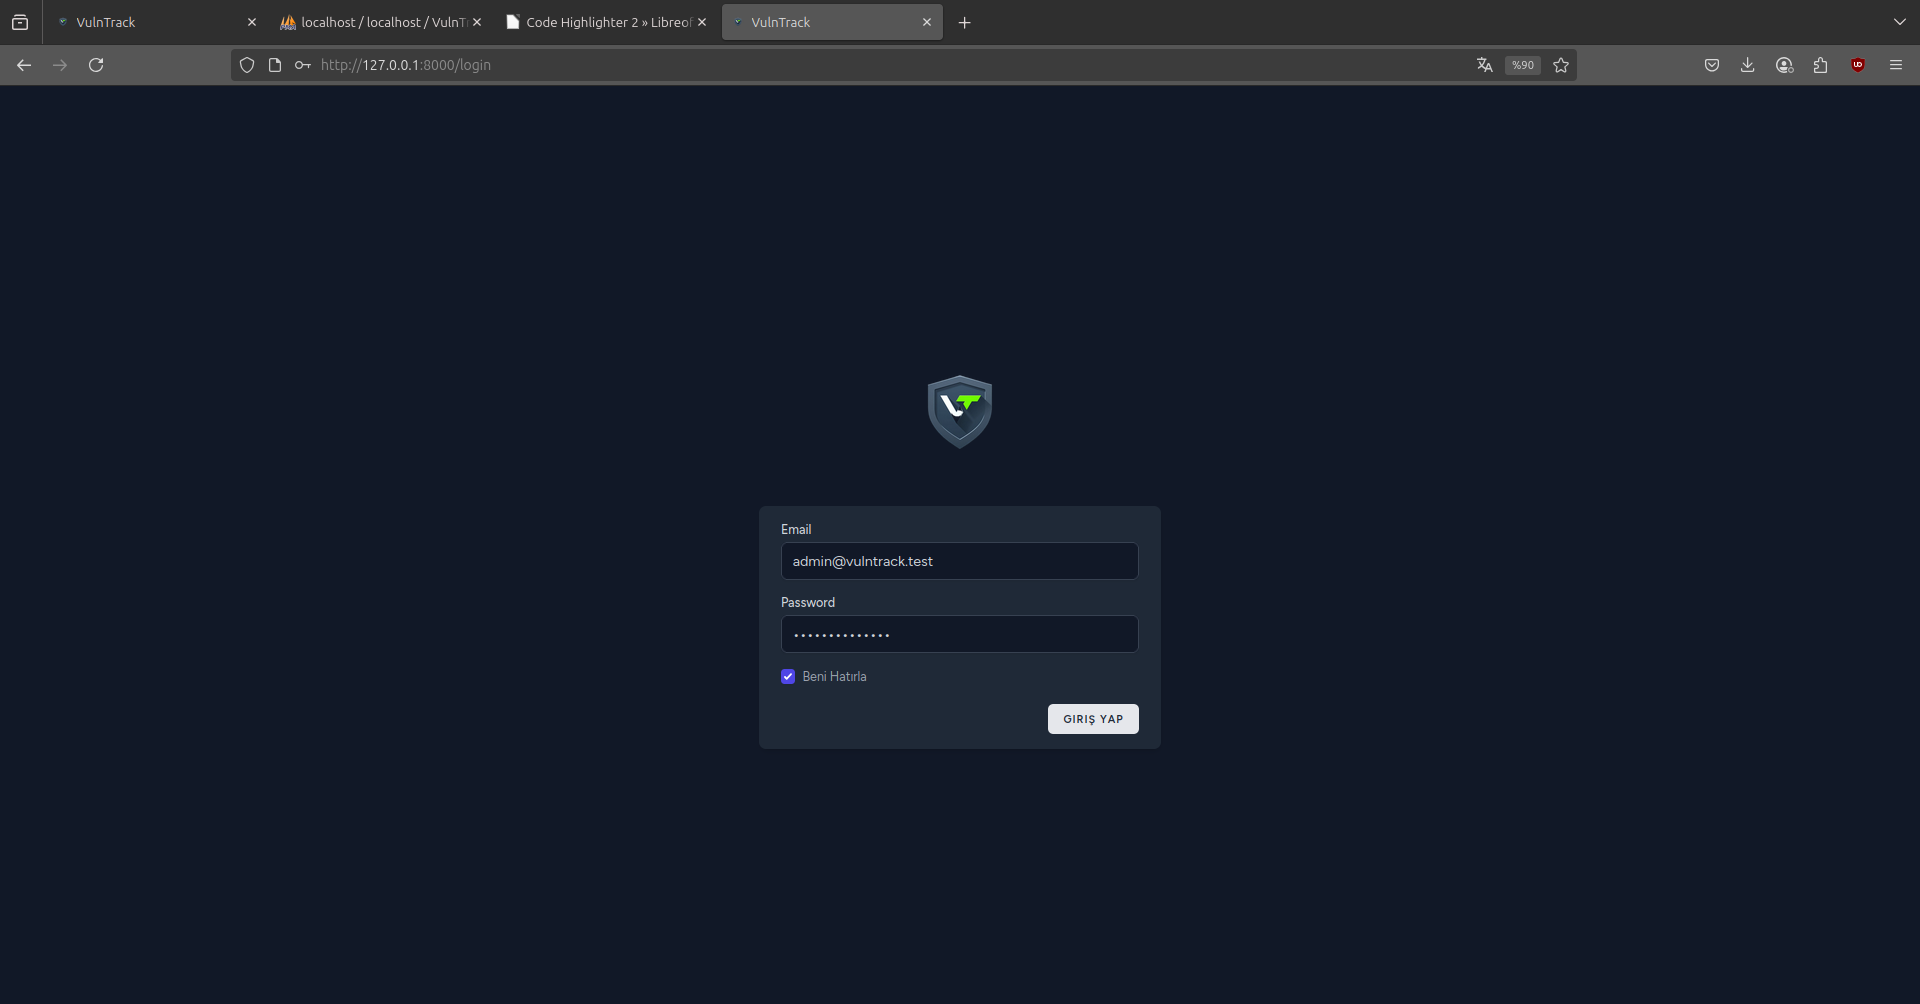 VulnTrack
localhost / localhost / VulnTr
Code Highlighter 2 » Libreof
VulnTrack
http://127.0.0.1:8000/login
%90
VT
Email
admin@vulntrack.test
Password
••••••••••••••
Beni Hatırla
GIRIŞ YAP